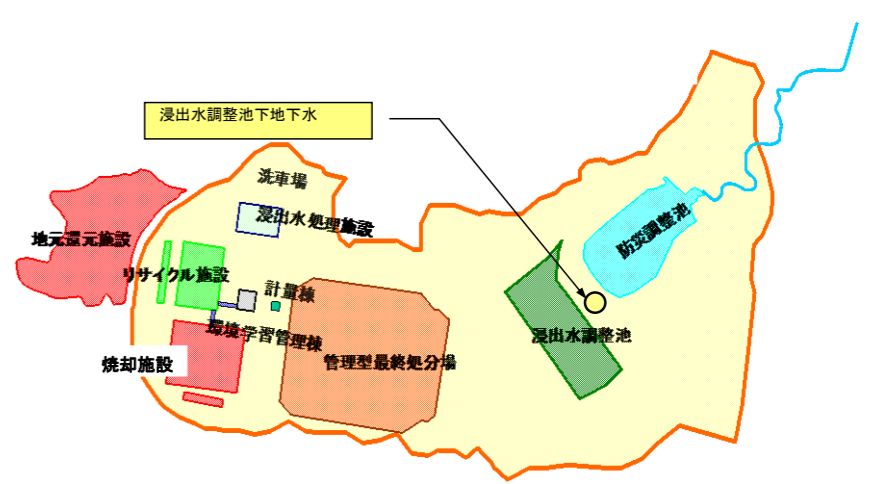 浸出水調整池下地下水
洗車場
浸出水処理施設
地元還元施設
防災調整池
リサイクル施設
計量棟
環境学習管理棟
浸出水調整池
焼却施設
管理型最終処分場